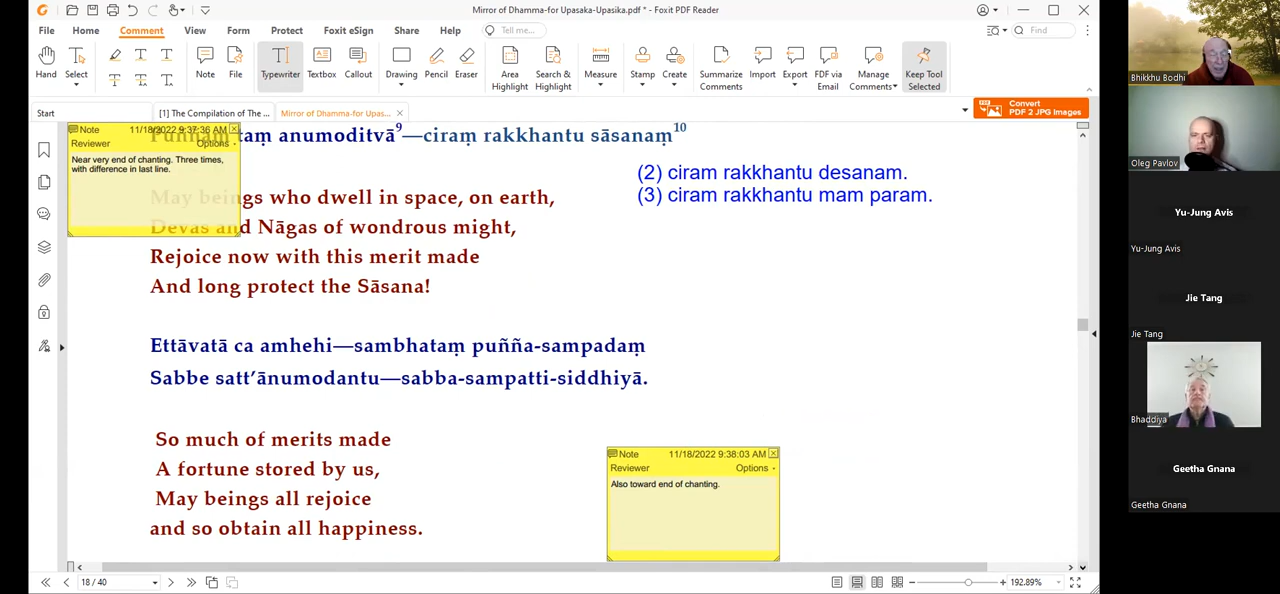 Mirror of Dhamma-for Upasaka-Upasika.pdf * - Foxit PDF Reader
File Home Comment View Form Protect Foxit eSign Share Help Tell me... Find
Hand Select Note File Typewriter Textbox Callout Drawing Pencil Eraser Area Highlight Search & Highlight Measure Stamp Create Summarize Comments Import Export FDF via Email Manage Comments Keep Tool Selected
Start [1] The Compilation of The ... Mirror of Dhamma-for Upas... Convert PDF 2 JPG images
Note 11/18/2022 9:37:36 AM
Reviewer Options
Near very end of chanting. Three times,
with difference in last line.
taṃ anumoditvā⁹—ciraṃ rakkhantu sāsanaṃ¹⁰
(2) ciram rakkhantu desanam.
(3) ciram rakkhantu mam param.
May beings who dwell in space, on earth,
Devas and Nāgas of wondrous might,
Rejoice now with this merit made
And long protect the Sāsana!
Ettāvatā ca amhehi—sambhataṃ puñña-sampadaṃ
Sabbe satt’ānumodantu—sabba-sampatti-siddhiyā.
So much of merits made
A fortune stored by us,
May beings all rejoice
and so obtain all happiness.
Note 11/18/2022 9:38:03 AM
Reviewer Options
Also toward end of chanting.
18 / 40 192.89%
Bhikkhu Bodhi
Oleg Pavlov
Yu-Jung Avis
Yu-Jung Avis
Jie Tang
Jie Tang
Bhaddiya
Geetha Gnana
Geetha Gnana